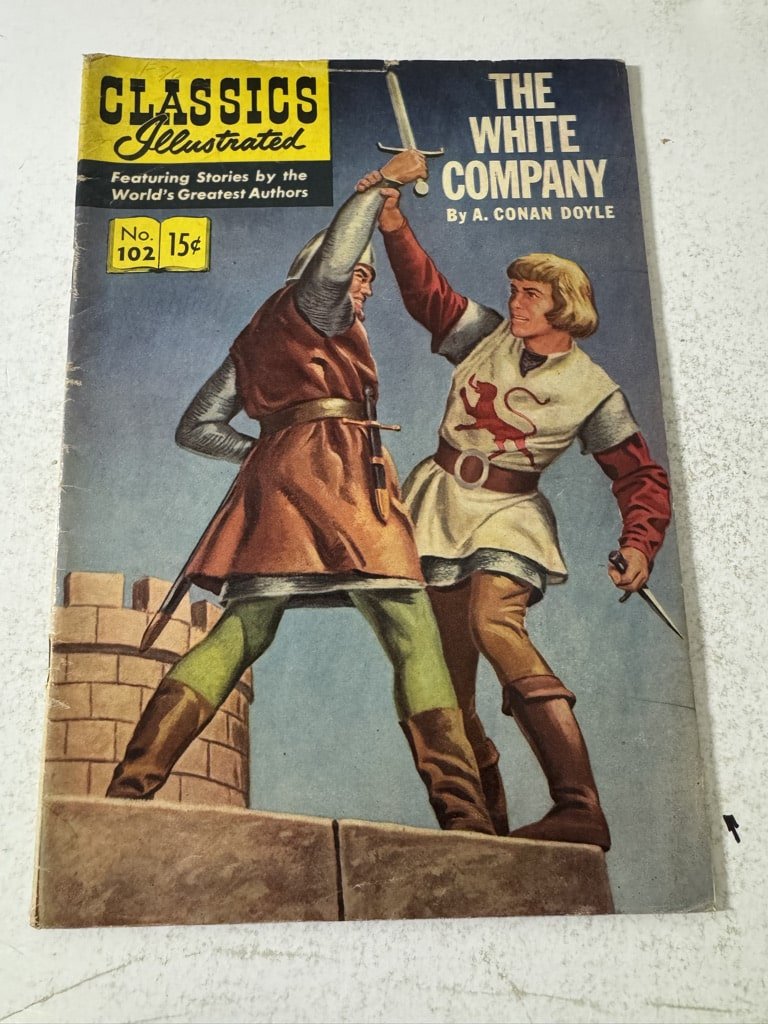 CLASSICS
Illustrated
Featuring Stories by the
World's Greatest Authors
No.
102
15¢
THE
WHITE
COMPANY
By A. CONAN DOYLE